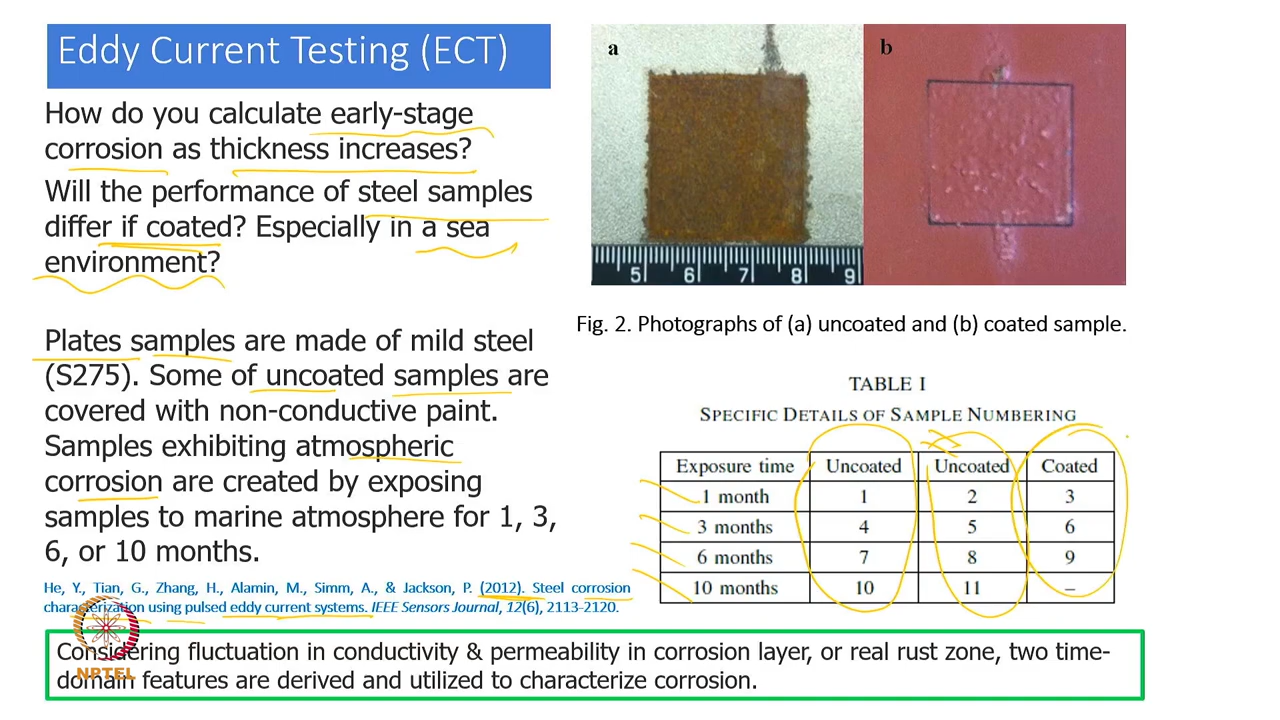 Eddy Current Testing (ECT)
How do you calculate early-stage
corrosion as thickness increases?
Will the performance of steel samples
differ if coated? Especially in a sea
environment?
Plates samples are made of mild steel
(S275). Some of uncoated samples are
covered with non-conductive paint.
Samples exhibiting atmospheric
corrosion are created by exposing
samples to marine atmosphere for 1, 3,
6, or 10 months.
He, Y., Tian, G., Zhang, H., Alamin, M., Simm, A., & Jackson, P. (2012). Steel corrosion
characterization using pulsed eddy current systems. IEEE Sensors Journal, 12(6), 2113-2120.
a
b
5 6 7 8 9
Fig. 2. Photographs of (a) uncoated and (b) coated sample.
TABLE I
SPECIFIC DETAILS OF SAMPLE NUMBERING
Exposure time Uncoated Uncoated Coated
1 month 1 2 3
3 months 4 5 6
6 months 7 8 9
10 months 10 11 –
Considering fluctuation in conductivity & permeability in corrosion layer, or real rust zone, two time-
domain features are derived and utilized to characterize corrosion.
NPTEL